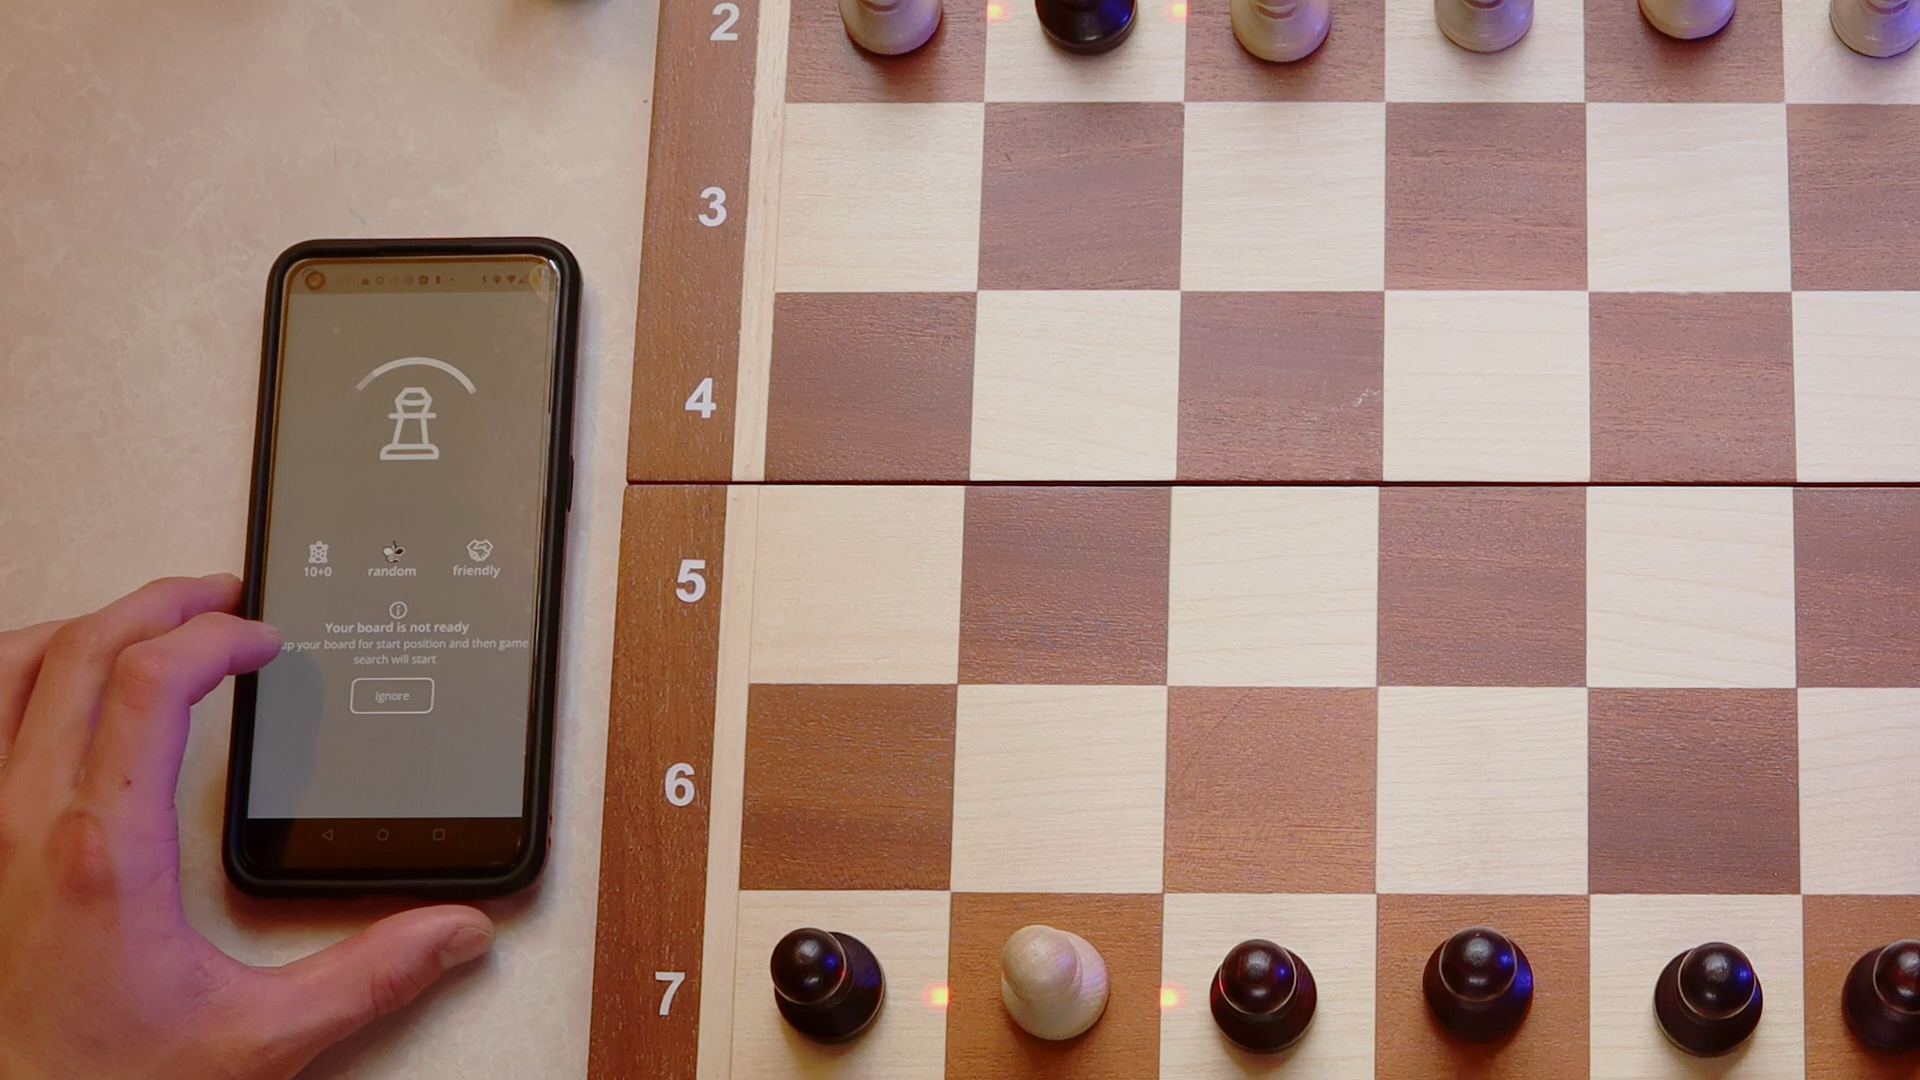 2
3
4
5
6
7
10+0 random friendly
Your board is not ready
up your board for start position and then game
search will start
Ignore